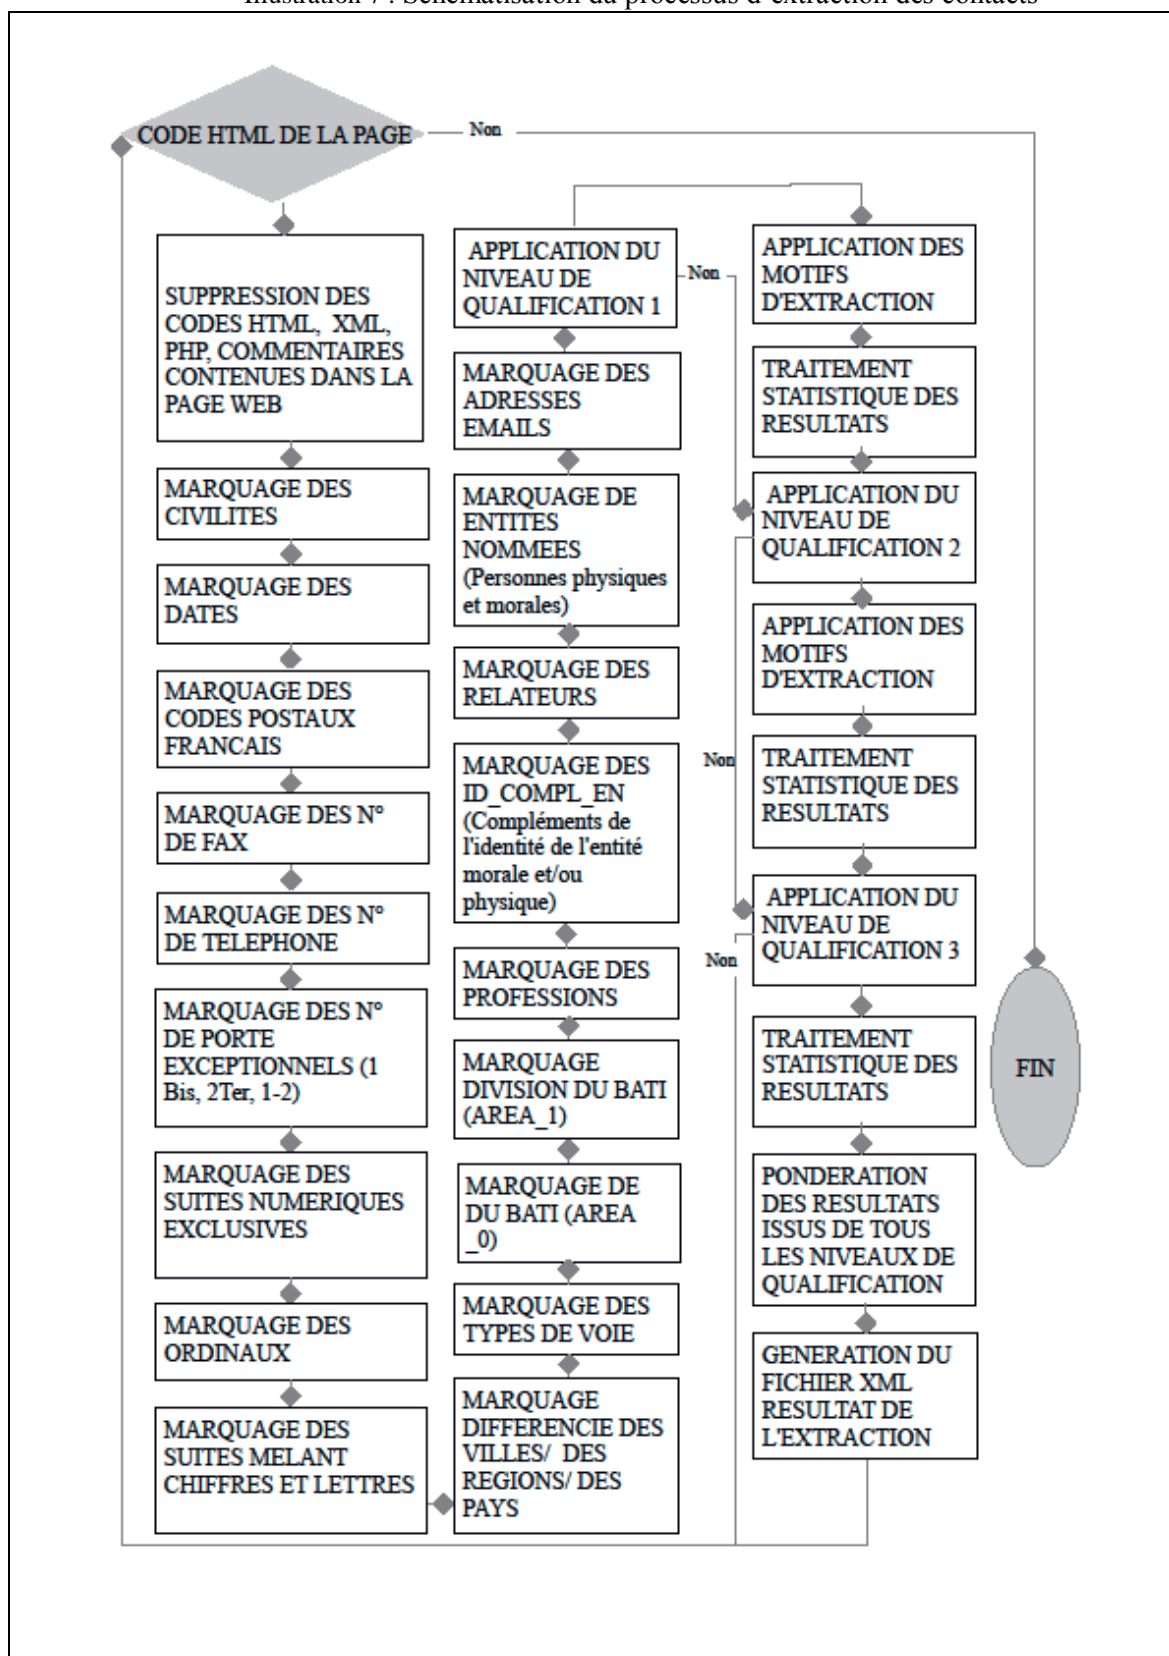 Illustration 7 : Schématisation du processus d'extraction des contacts
CODE HTML DE LA PAGE
Non
SUPPRESSION DES
CODES HTML, XML,
PHP, COMMENTAIRES
CONTENUES DANS LA
PAGE WEB
MARQUAGE DES
CIVILITES
MARQUAGE DES
DATES
MARQUAGE DES
CODES POSTAUX
FRANCAIS
MARQUAGE DES N°
DE FAX
MARQUAGE DES N°
DE TELEPHONE
MARQUAGE DES N°
DE PORTE
EXCEPTIONNELS (1
Bis, 2Ter, 1-2)
MARQUAGE DES
SUITES NUMERIQUES
EXCLUSIVES
MARQUAGE DES
ORDINAUX
MARQUAGE DES
SUITES MELANT
CHIFFRES ET LETTRES
APPLICATION DU
NIVEAU DE
QUALIFICATION 1
Non
MARQUAGE DES
ADRESSES
EMAILS
MARQUAGE DE
ENTITES
NOMMEES
(Personnes physiques
et morales)
MARQUAGE DES
RELATEURS
MARQUAGE DES
ID_COMPL_EN
(Compléments de
l'identité de l'entité
morale et/ou
physique)
MARQUAGE DES
PROFESSIONS
MARQUAGE
DIVISION DU BATI
(AREA_1)
MARQUAGE DE
DU BATI (AREA
_0)
MARQUAGE DES
TYPES DE VOIE
MARQUAGE
DIFFERENCIE DES
VILLES/ DES
REGIONS/ DES
PAYS
APPLICATION DES
MOTIFS
D'EXTRACTION
TRAITEMENT
STATISTIQUE DES
RESULTATS
APPLICATION DU
NIVEAU DE
QUALIFICATION 2
APPLICATION DES
MOTIFS
D'EXTRACTION
Non
TRAITEMENT
STATISTIQUE DES
RESULTATS
APPLICATION DU
NIVEAU DE
QUALIFICATION 3
Non
TRAITEMENT
STATISTIQUE DES
RESULTATS
PONDERATION
DES RESULTATS
ISSUS DE TOUS
LES NIVEAUX DE
QUALIFICATION
GENERATION DU
FICHIER XML
RESULTAT DE
L'EXTRACTION
FIN